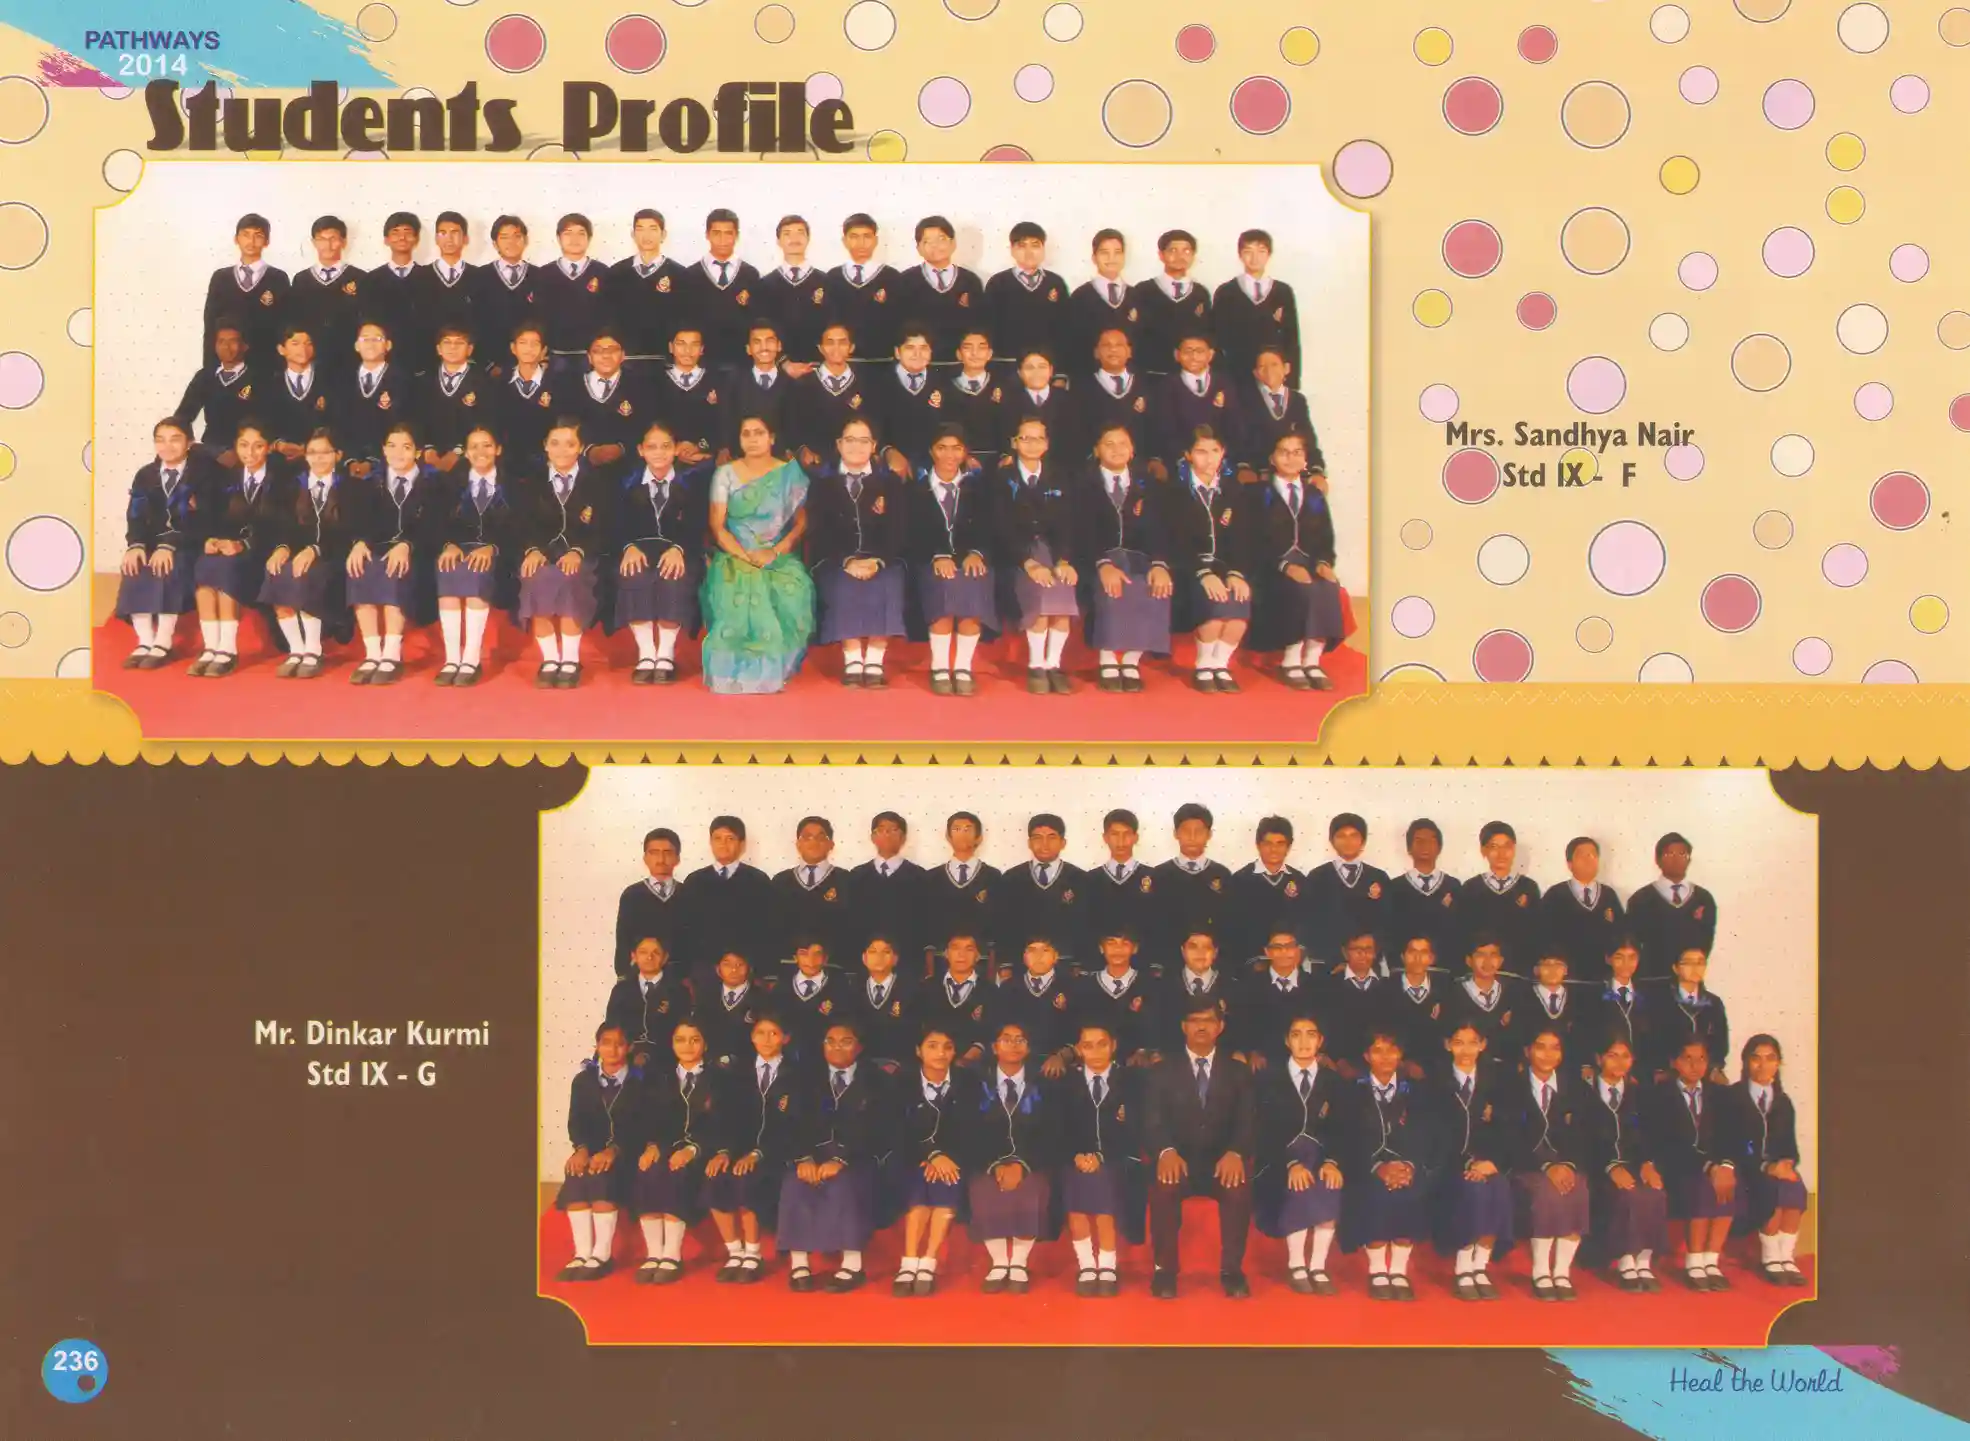 PATHWAYS
2014
Students Profile
Mrs. Sandhya Nair
Std IX - F
Mr. Dinkar Kurmi
Std IX - G
236
Heal the World